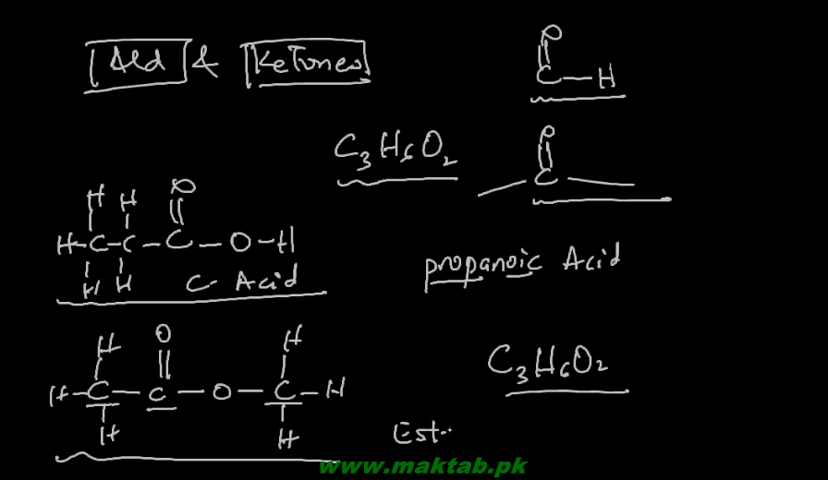 Ald & Ketones
O
C—H
C₃H₆O₂
O
C
H H O
H-C-C-C-O-H
H H C- Acid
propanoic Acid
H O H
H-C-C-O-C-H
H H
C₃H₆O₂
Est..
www.maktab.pk